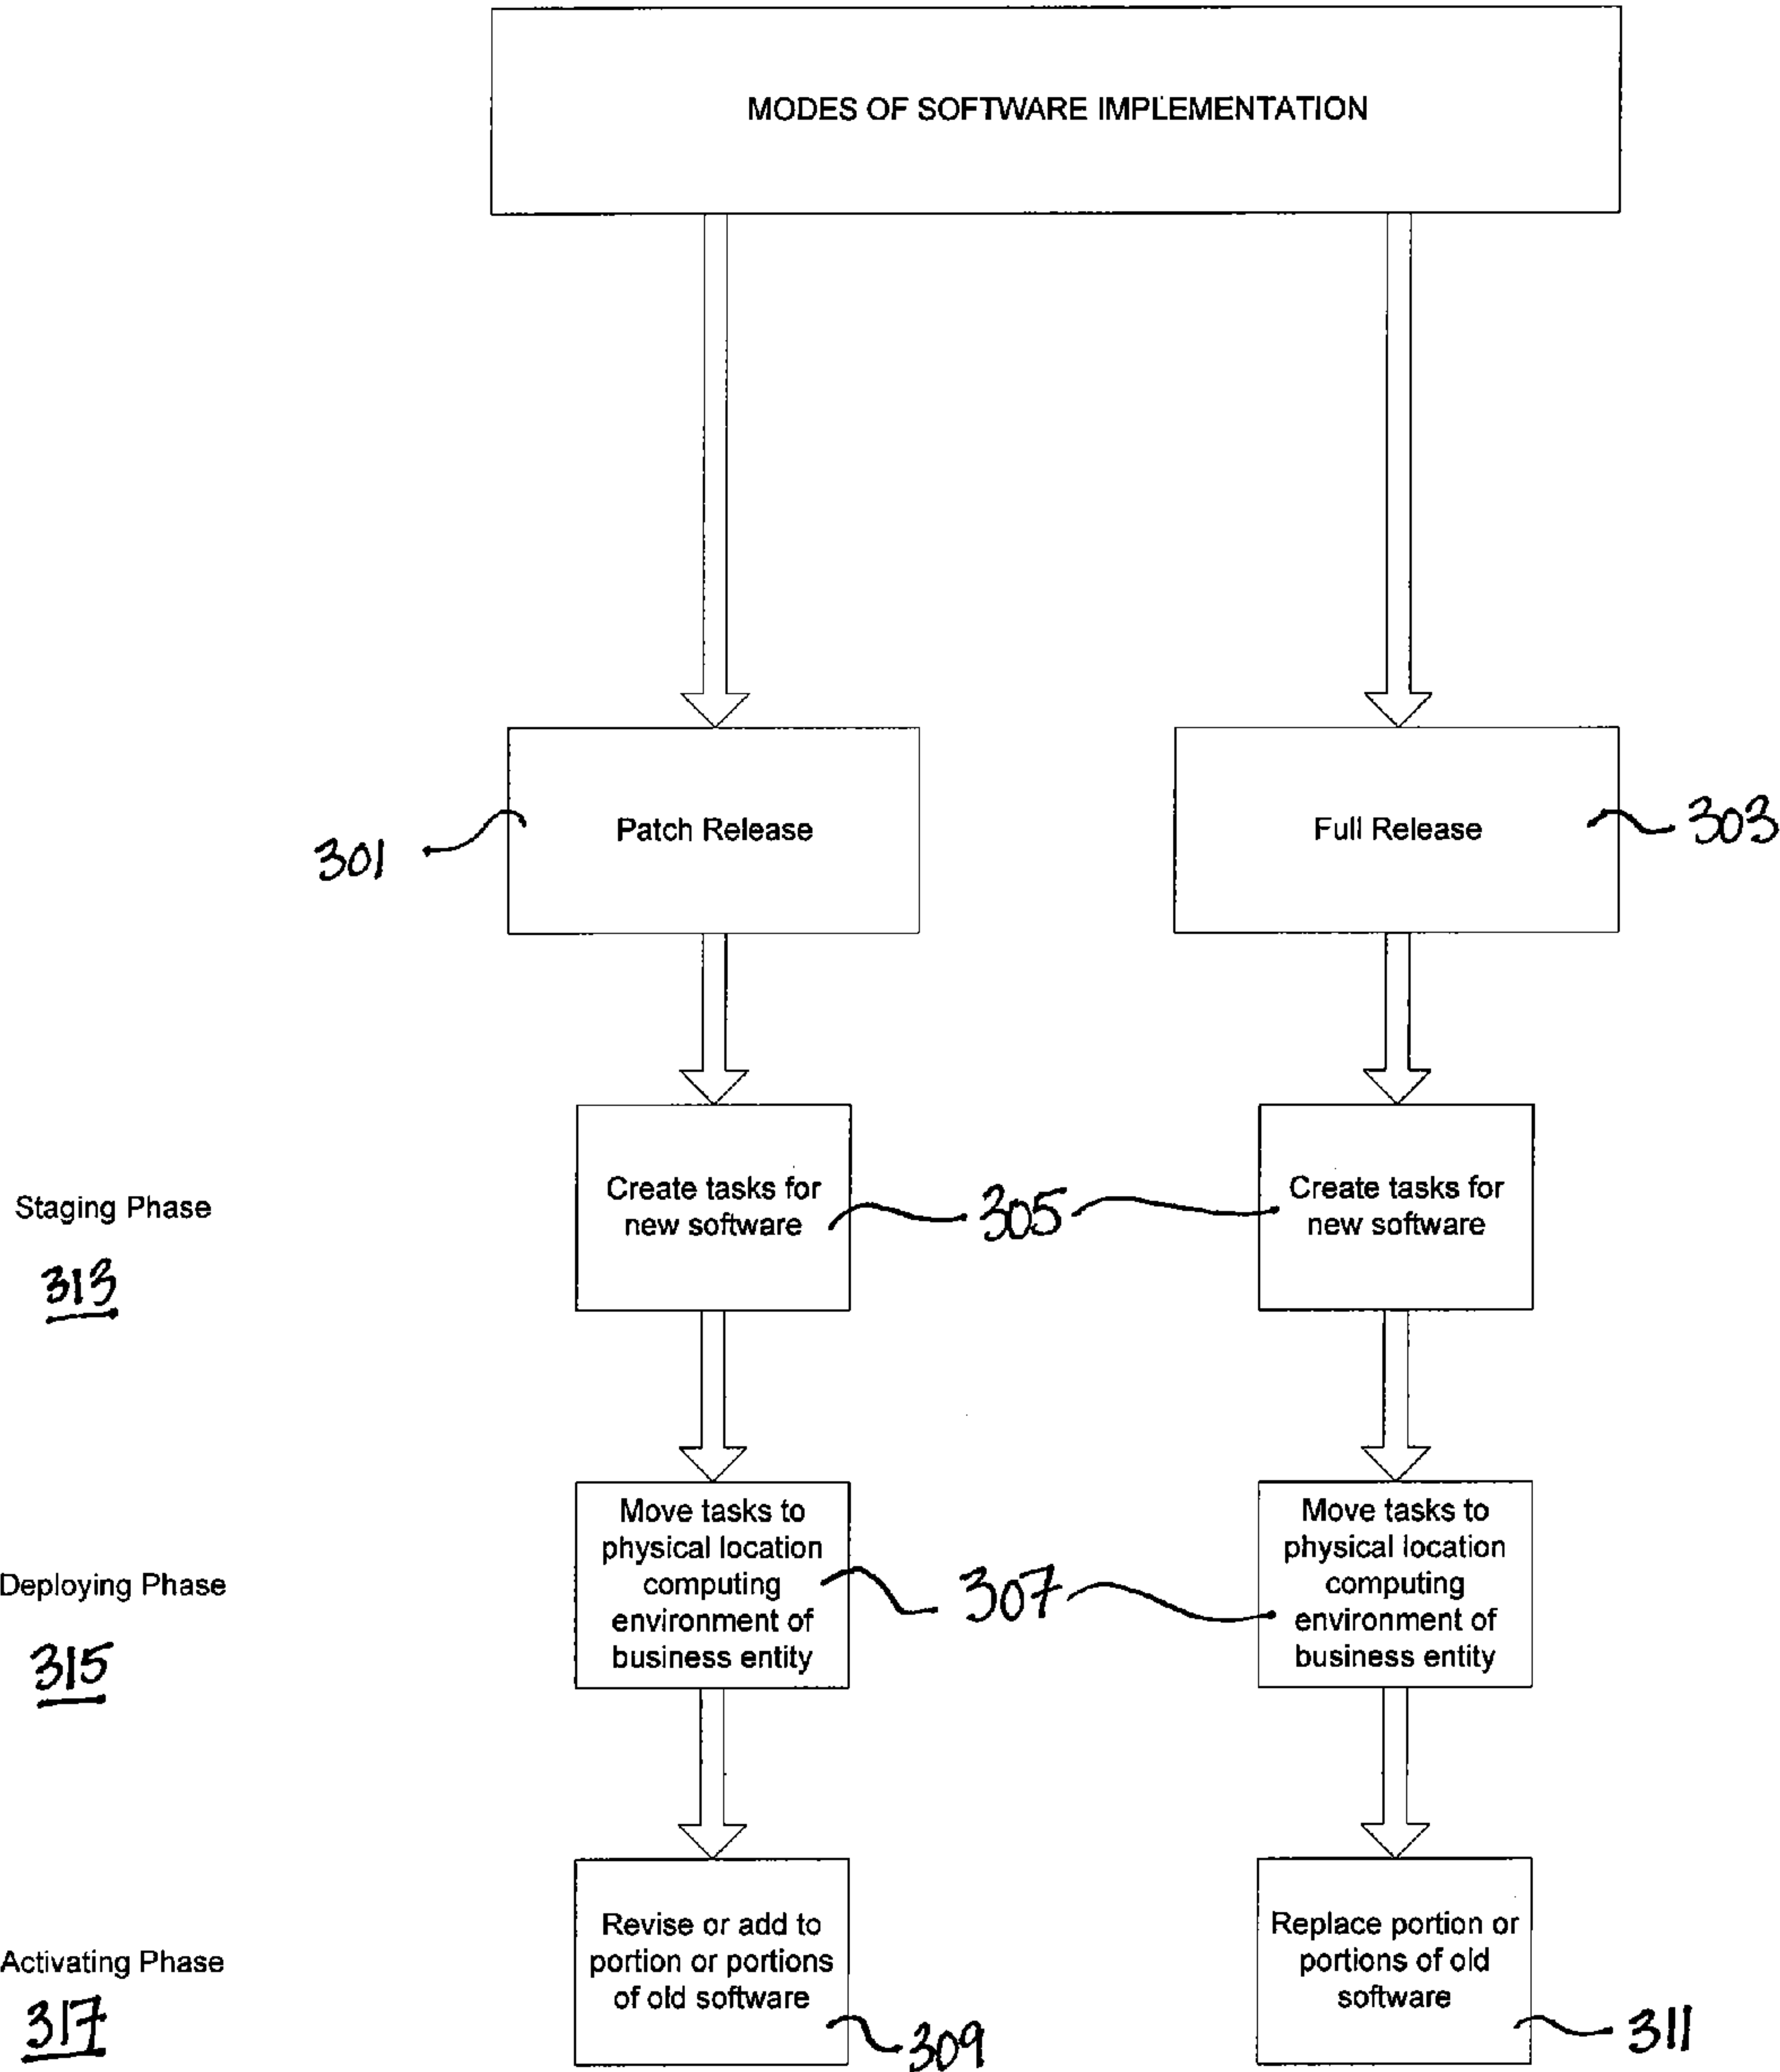 MODES OF SOFTWARE IMPLEMENTATION
301
Patch Release
Full Release
303
Staging Phase
313
Create tasks for
new software
305
Create tasks for
new software
Deploying Phase
315
Move tasks to
physical location
computing
environment of
business entity
307
Move tasks to
physical location
computing
environment of
business entity
Activating Phase
317
Revise or add to
portion or portions
of old software
309
Replace portion or
portions of old
software
311